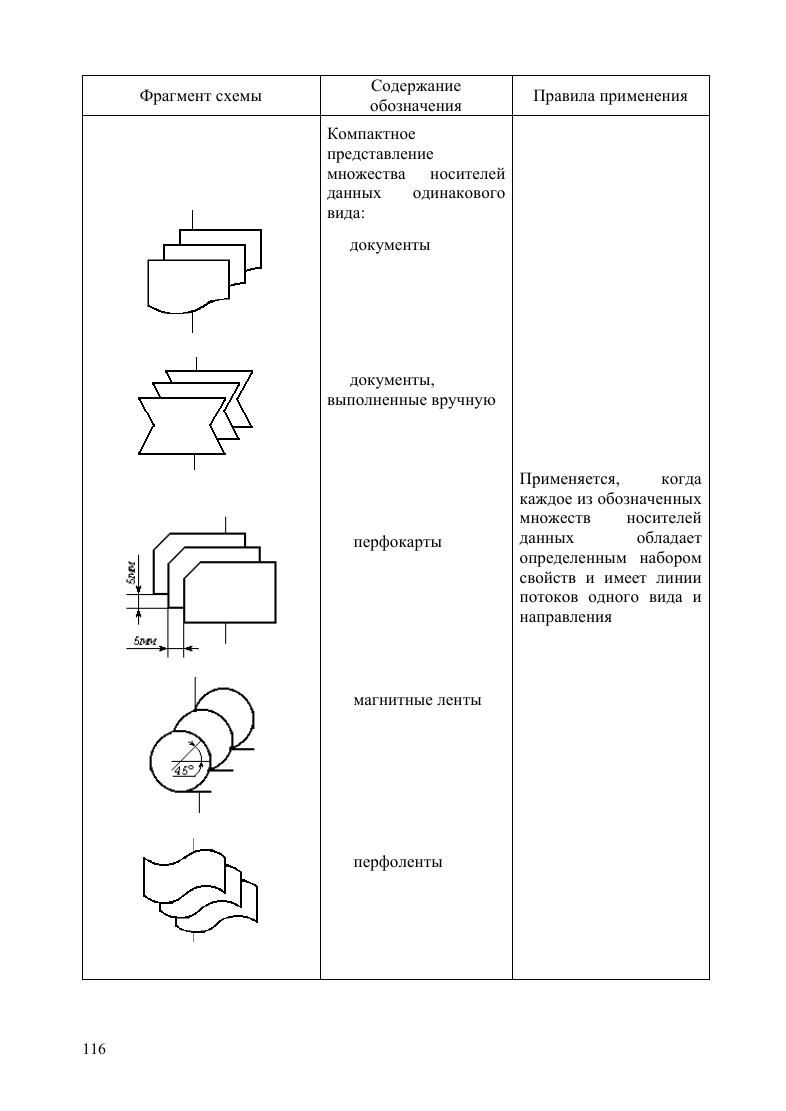 Фрагмент схемы
Содержание
обозначения
Правила применения
Компактное
представление
множества носителей
данных одинакового
вида:
документы
документы,
выполненные вручную
перфокарты
5мм
5мм
магнитные ленты
45°
перфоленты
Применяется, когда
каждое из обозначенных
множеств носителей
данных обладает
определенным набором
свойств и имеет линии
потоков одного вида и
направления
116